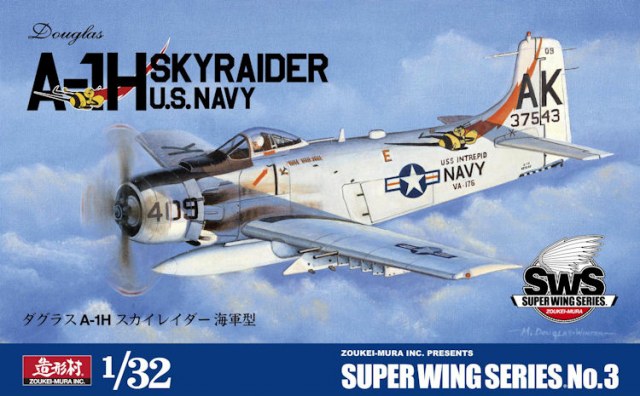 Douglas
A-1H SKYRAIDER
U.S. NAVY
09
AK
37543
E
USS INTREPID
NAVY
VA-176
409
SWS
SUPER WING SERIES.
ZOUKEI-MURA
ダグラス A-1H スカイレイダー 海軍型
造形村
ZOUKEI-MURA INC.
1/32
ZOUKEI-MURA INC. PRESENTS
SUPER WING SERIES No.3